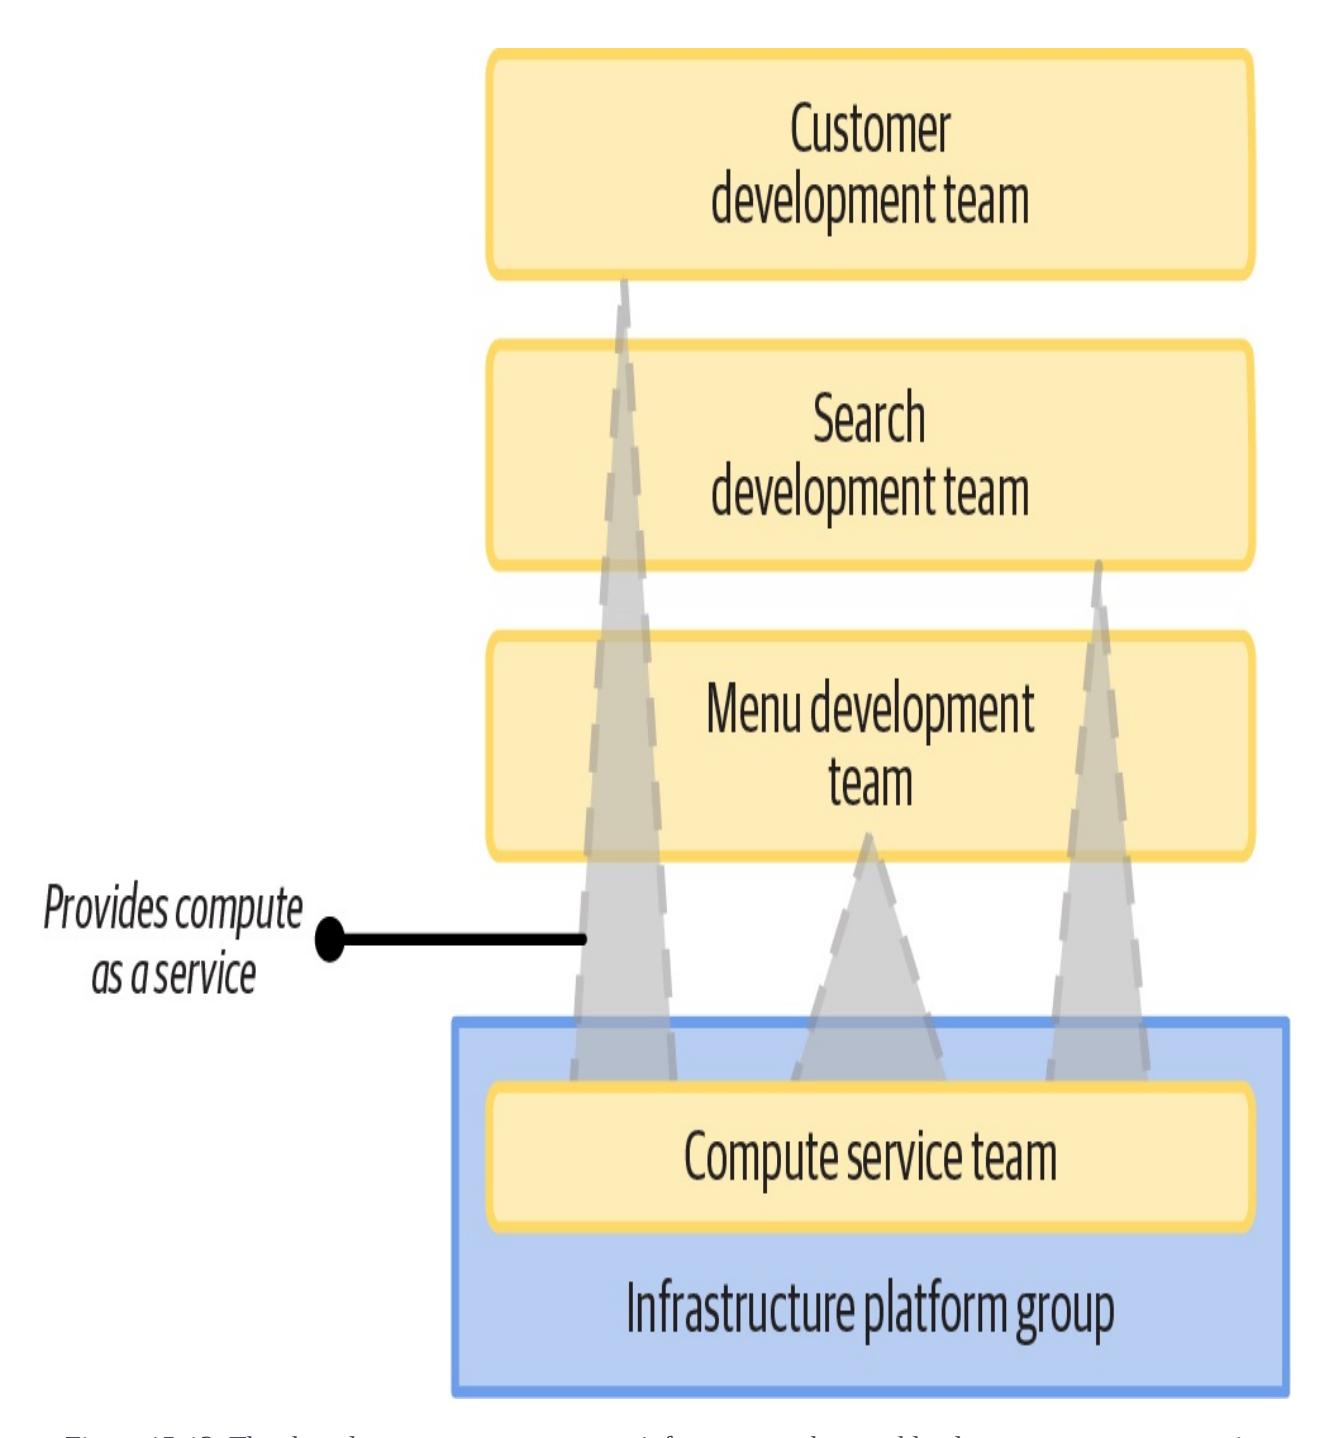 Customer
development team
Search
development team
Menu development
team
Provides compute
as a service
Compute service team
Infrastructure platform group